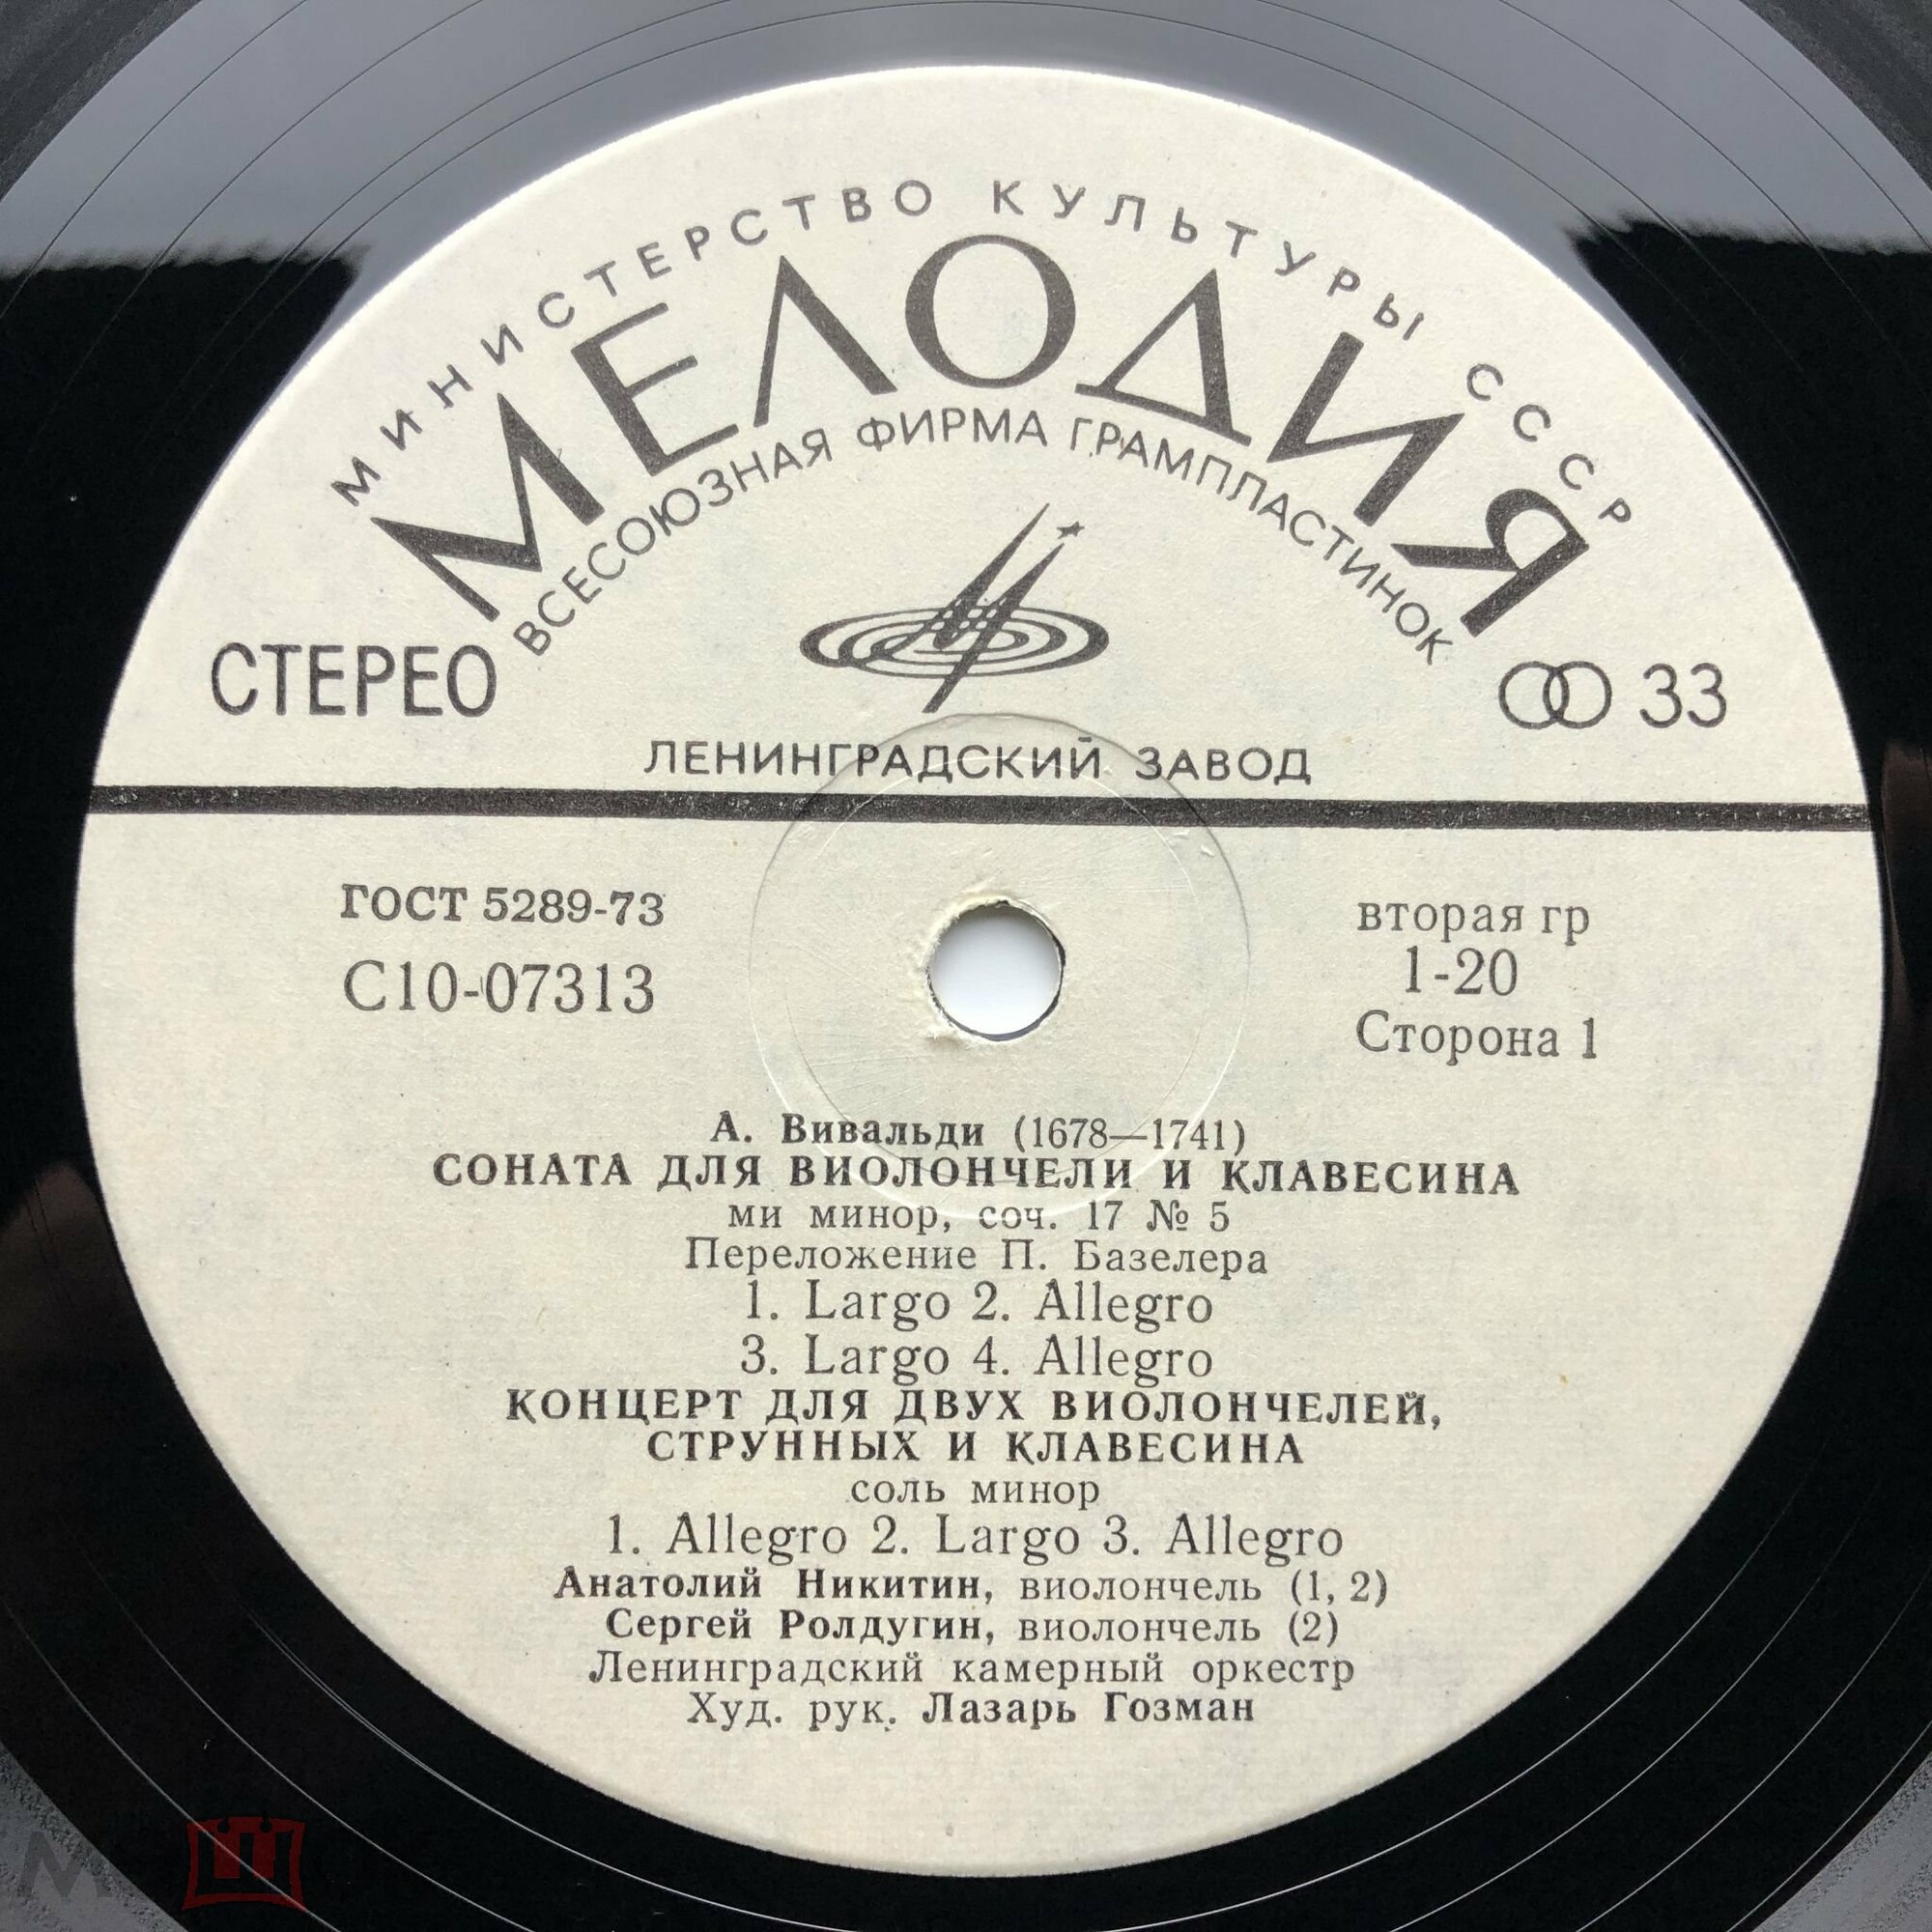 МИНИСТЕРСТВО КУЛЬТУРЫ СССР
МЕЛОДИЯ
ВСЕСОЮЗНАЯ ФИРМА ГРАМПЛАСТИНОК
СТЕРЕО
33
ЛЕНИНГРАДСКИЙ ЗАВОД
ГОСТ 5289-73
С10-07313
вторая гр
1-20
Сторона 1
А. Вивальди (1678—1741)
СОНАТА ДЛЯ ВИОЛОНЧЕЛИ И КЛАВЕСИНА
ми минор, соч. 17 № 5
Переложение П. Базелера
1. Largo 2. Allegro
3. Largo 4. Allegro
КОНЦЕРТ ДЛЯ ДВУХ ВИОЛОНЧЕЛЕЙ,
СТРУННЫХ И КЛАВЕСИНА
соль минор
1. Allegro 2. Largo 3. Allegro
Анатолий Никитин, виолончель (1, 2)
Сергей Ролдугин, виолончель (2)
Ленинградский камерный оркестр
Худ. рук. Лазарь Гозман